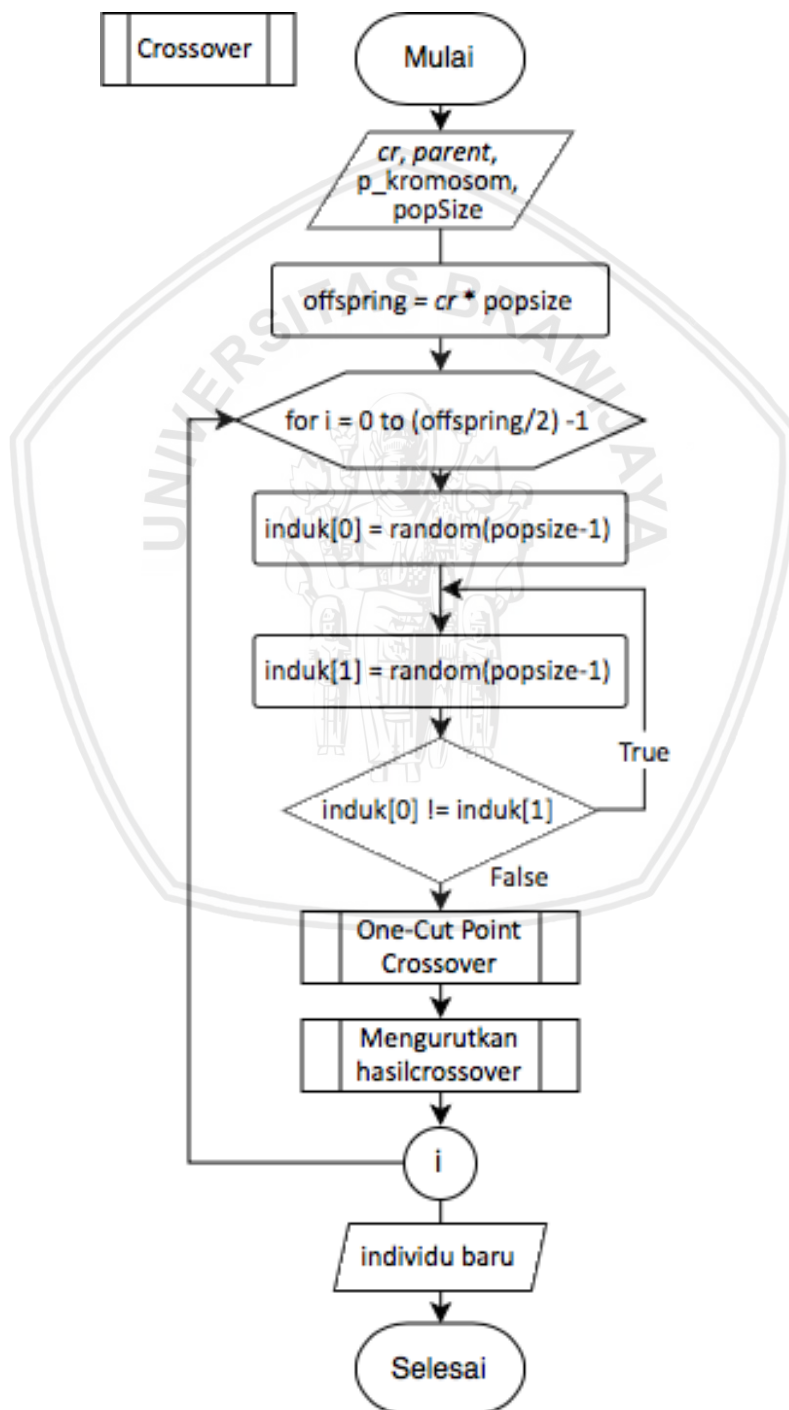 Crossover
Mulai
cr, parent,
p_kromosom,
popSize
offspring = cr * popsize
for i = 0 to (offspring/2) -1
induk[0] = random(popsize-1)
induk[1] = random(popsize-1)
True
induk[0] != induk[1]
False
One-Cut Point
Crossover
Mengurutkan
hasilcrossover
i
individu baru
Selesai
UNIVERSITAS BRAWIJAYA